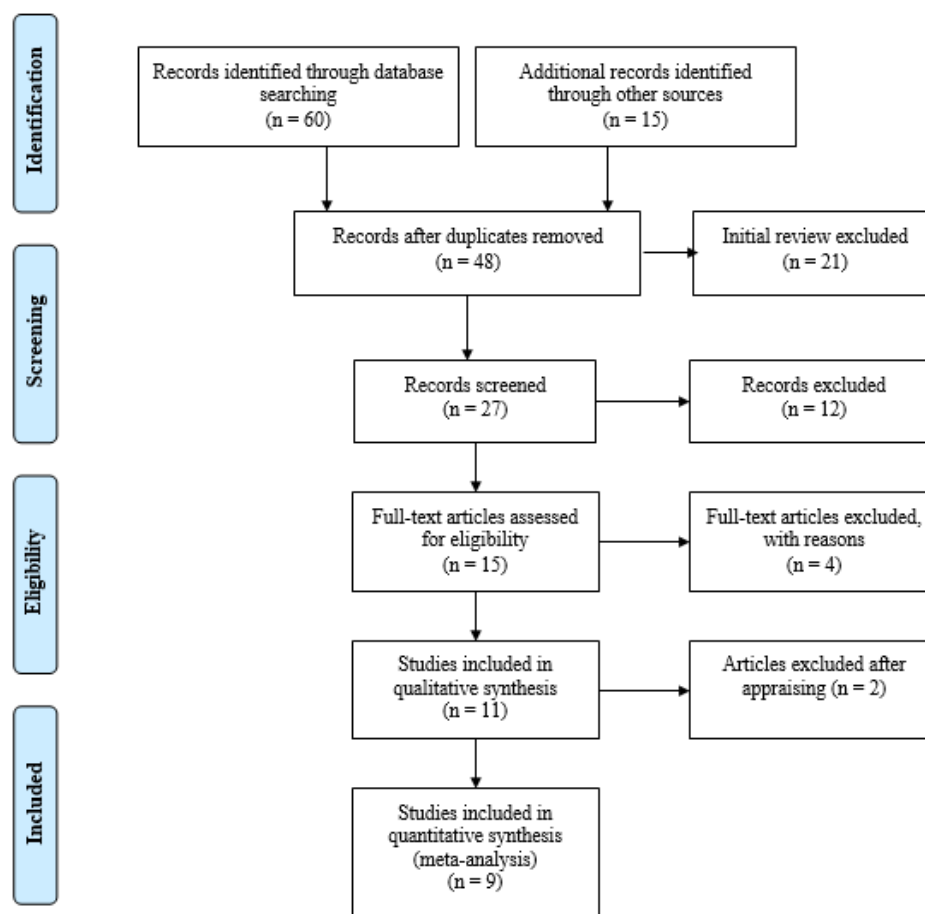 Identification
Records identified through database
searching
(n = 60)
Additional records identified
through other sources
(n = 15)
Records after duplicates removed
(n = 48)
Initial review excluded
(n = 21)
Screening
Records screened
(n = 27)
Records excluded
(n = 12)
Eligibility
Full-text articles assessed
for eligibility
(n = 15)
Full-text articles excluded,
with reasons
(n = 4)
Studies included in
qualitative synthesis
(n = 11)
Articles excluded after
appraising (n = 2)
Included
Studies included in
quantitative synthesis
(meta-analysis)
(n = 9)